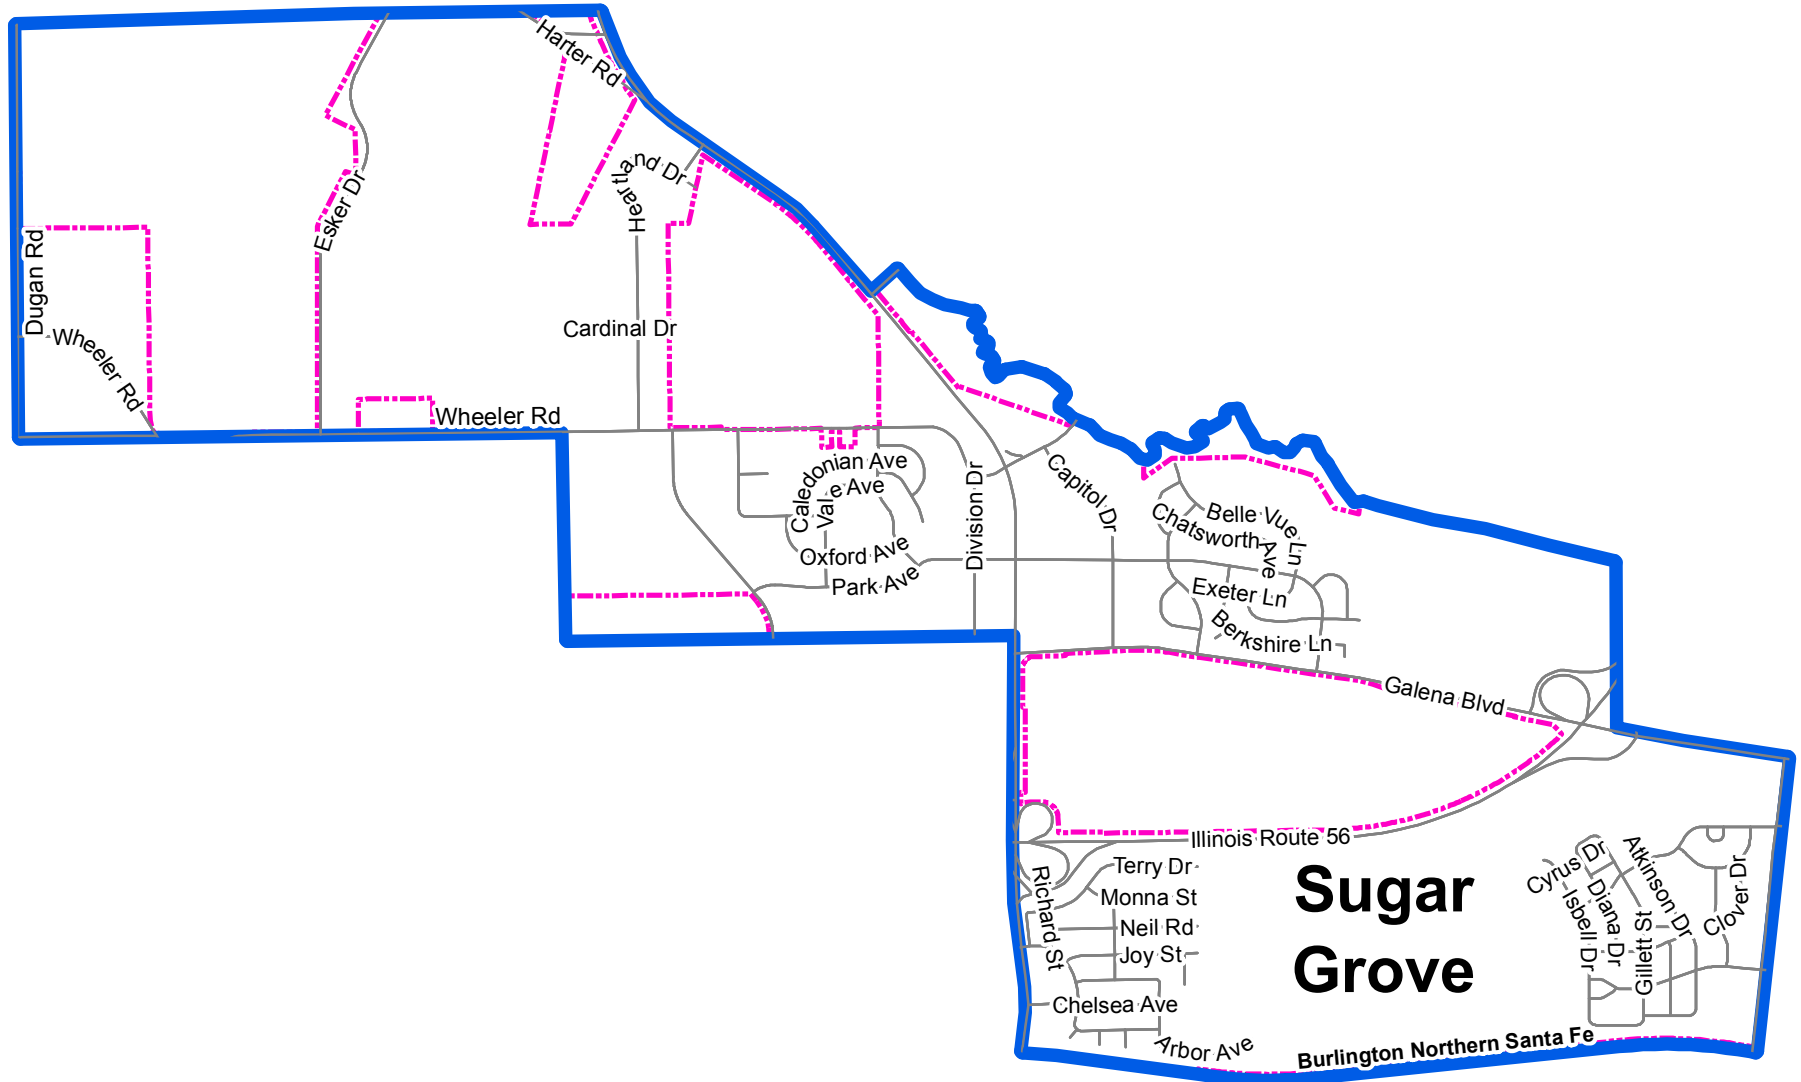 Harter Rd
Heartland Dr
Esker Dr
Dugan Rd
Wheeler Rd
Cardinal Dr
Wheeler Rd
Caledonian Ave
Vale Ave
Oxford Ave
Park Ave
Division Dr
Capitol Dr
Belle Vue Ln
Chatsworth Ave
Exeter Ln
Berkshire Ln
Galena Blvd
Illinois Route 56
Terry Dr
Monna St
Neil Rd
Joy St
Richard St
Chelsea Ave
Arbor Ave
Sugar
Grove
Cyrus Dr
Isbell Dr
Diana Dr
Gillett St
Atkinson Dr
Clover Dr
Burlington Northern Santa Fe